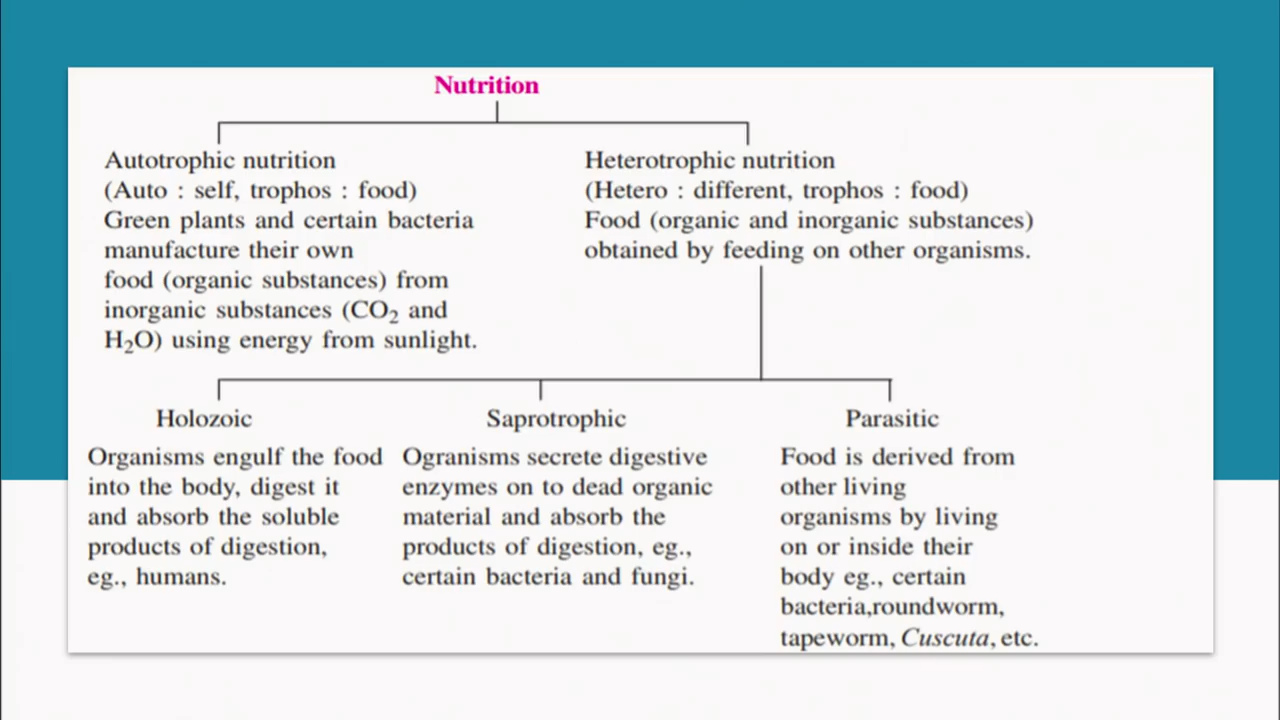 Nutrition
Autotrophic nutrition
(Auto : self, trophos : food)
Green plants and certain bacteria
manufacture their own
food (organic substances) from
inorganic substances (CO₂ and
H₂O) using energy from sunlight.
Heterotrophic nutrition
(Hetero : different, trophos : food)
Food (organic and inorganic substances)
obtained by feeding on other organisms.
Holozoic
Organisms engulf the food
into the body, digest it
and absorb the soluble
products of digestion,
eg., humans.
Saprotrophic
Ogranisms secrete digestive
enzymes on to dead organic
material and absorb the
products of digestion, eg.,
certain bacteria and fungi.
Parasitic
Food is derived from
other living
organisms by living
on or inside their
body eg., certain
bacteria,roundworm,
tapeworm, Cuscuta, etc.